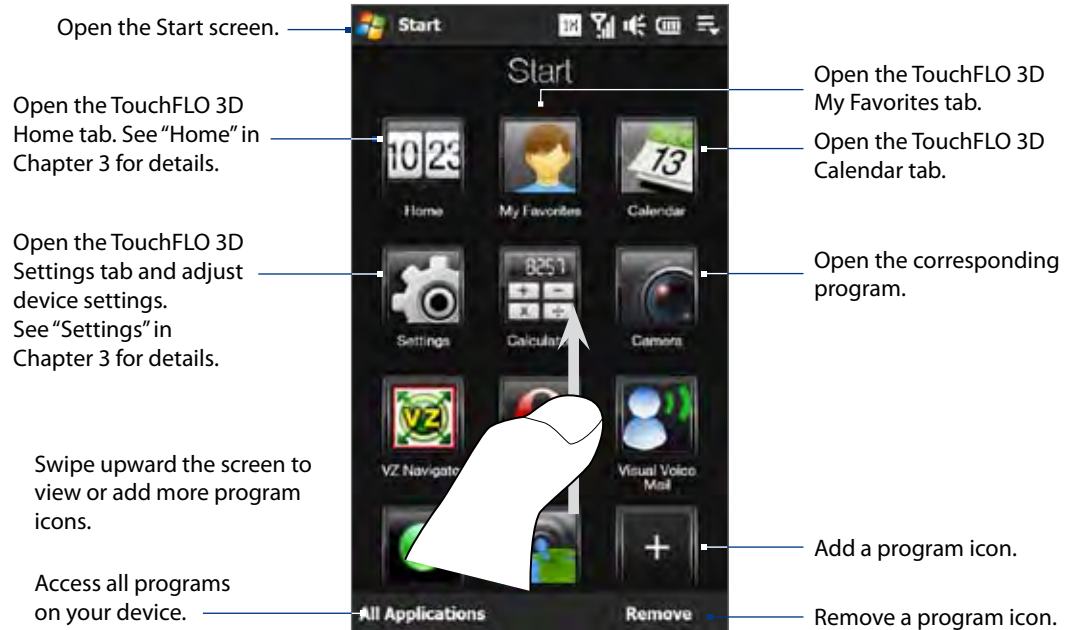 Open the Start screen.
Start
Start
Open the TouchFLO 3D
My Favorites tab.
Open the TouchFLO 3D
Home tab. See “Home” in
Chapter 3 for details.
Open the TouchFLO 3D
Calendar tab.
10 23
13
Home
My Favorites
Calendar
Open the TouchFLO 3D
Settings tab and adjust
device settings.
See “Settings” in
Chapter 3 for details.
8257
+ −
x ÷
Open the corresponding
program.
Settings
Calculat
Camera
VZ
VZ Navigato
Visual Voice
Mail
Swipe upward the screen to
view or add more program
icons.
+
Add a program icon.
Access all programs
on your device.
All Applications
Remove
Remove a program icon.